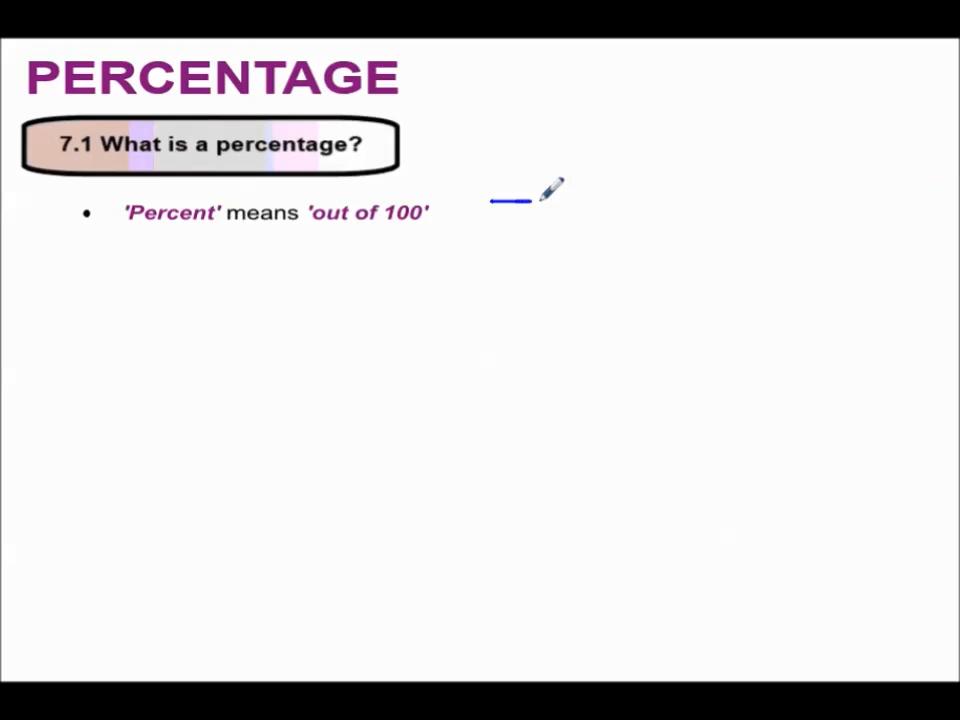 PERCENTAGE
7.1 What is a percentage?
• 'Percent' means 'out of 100'